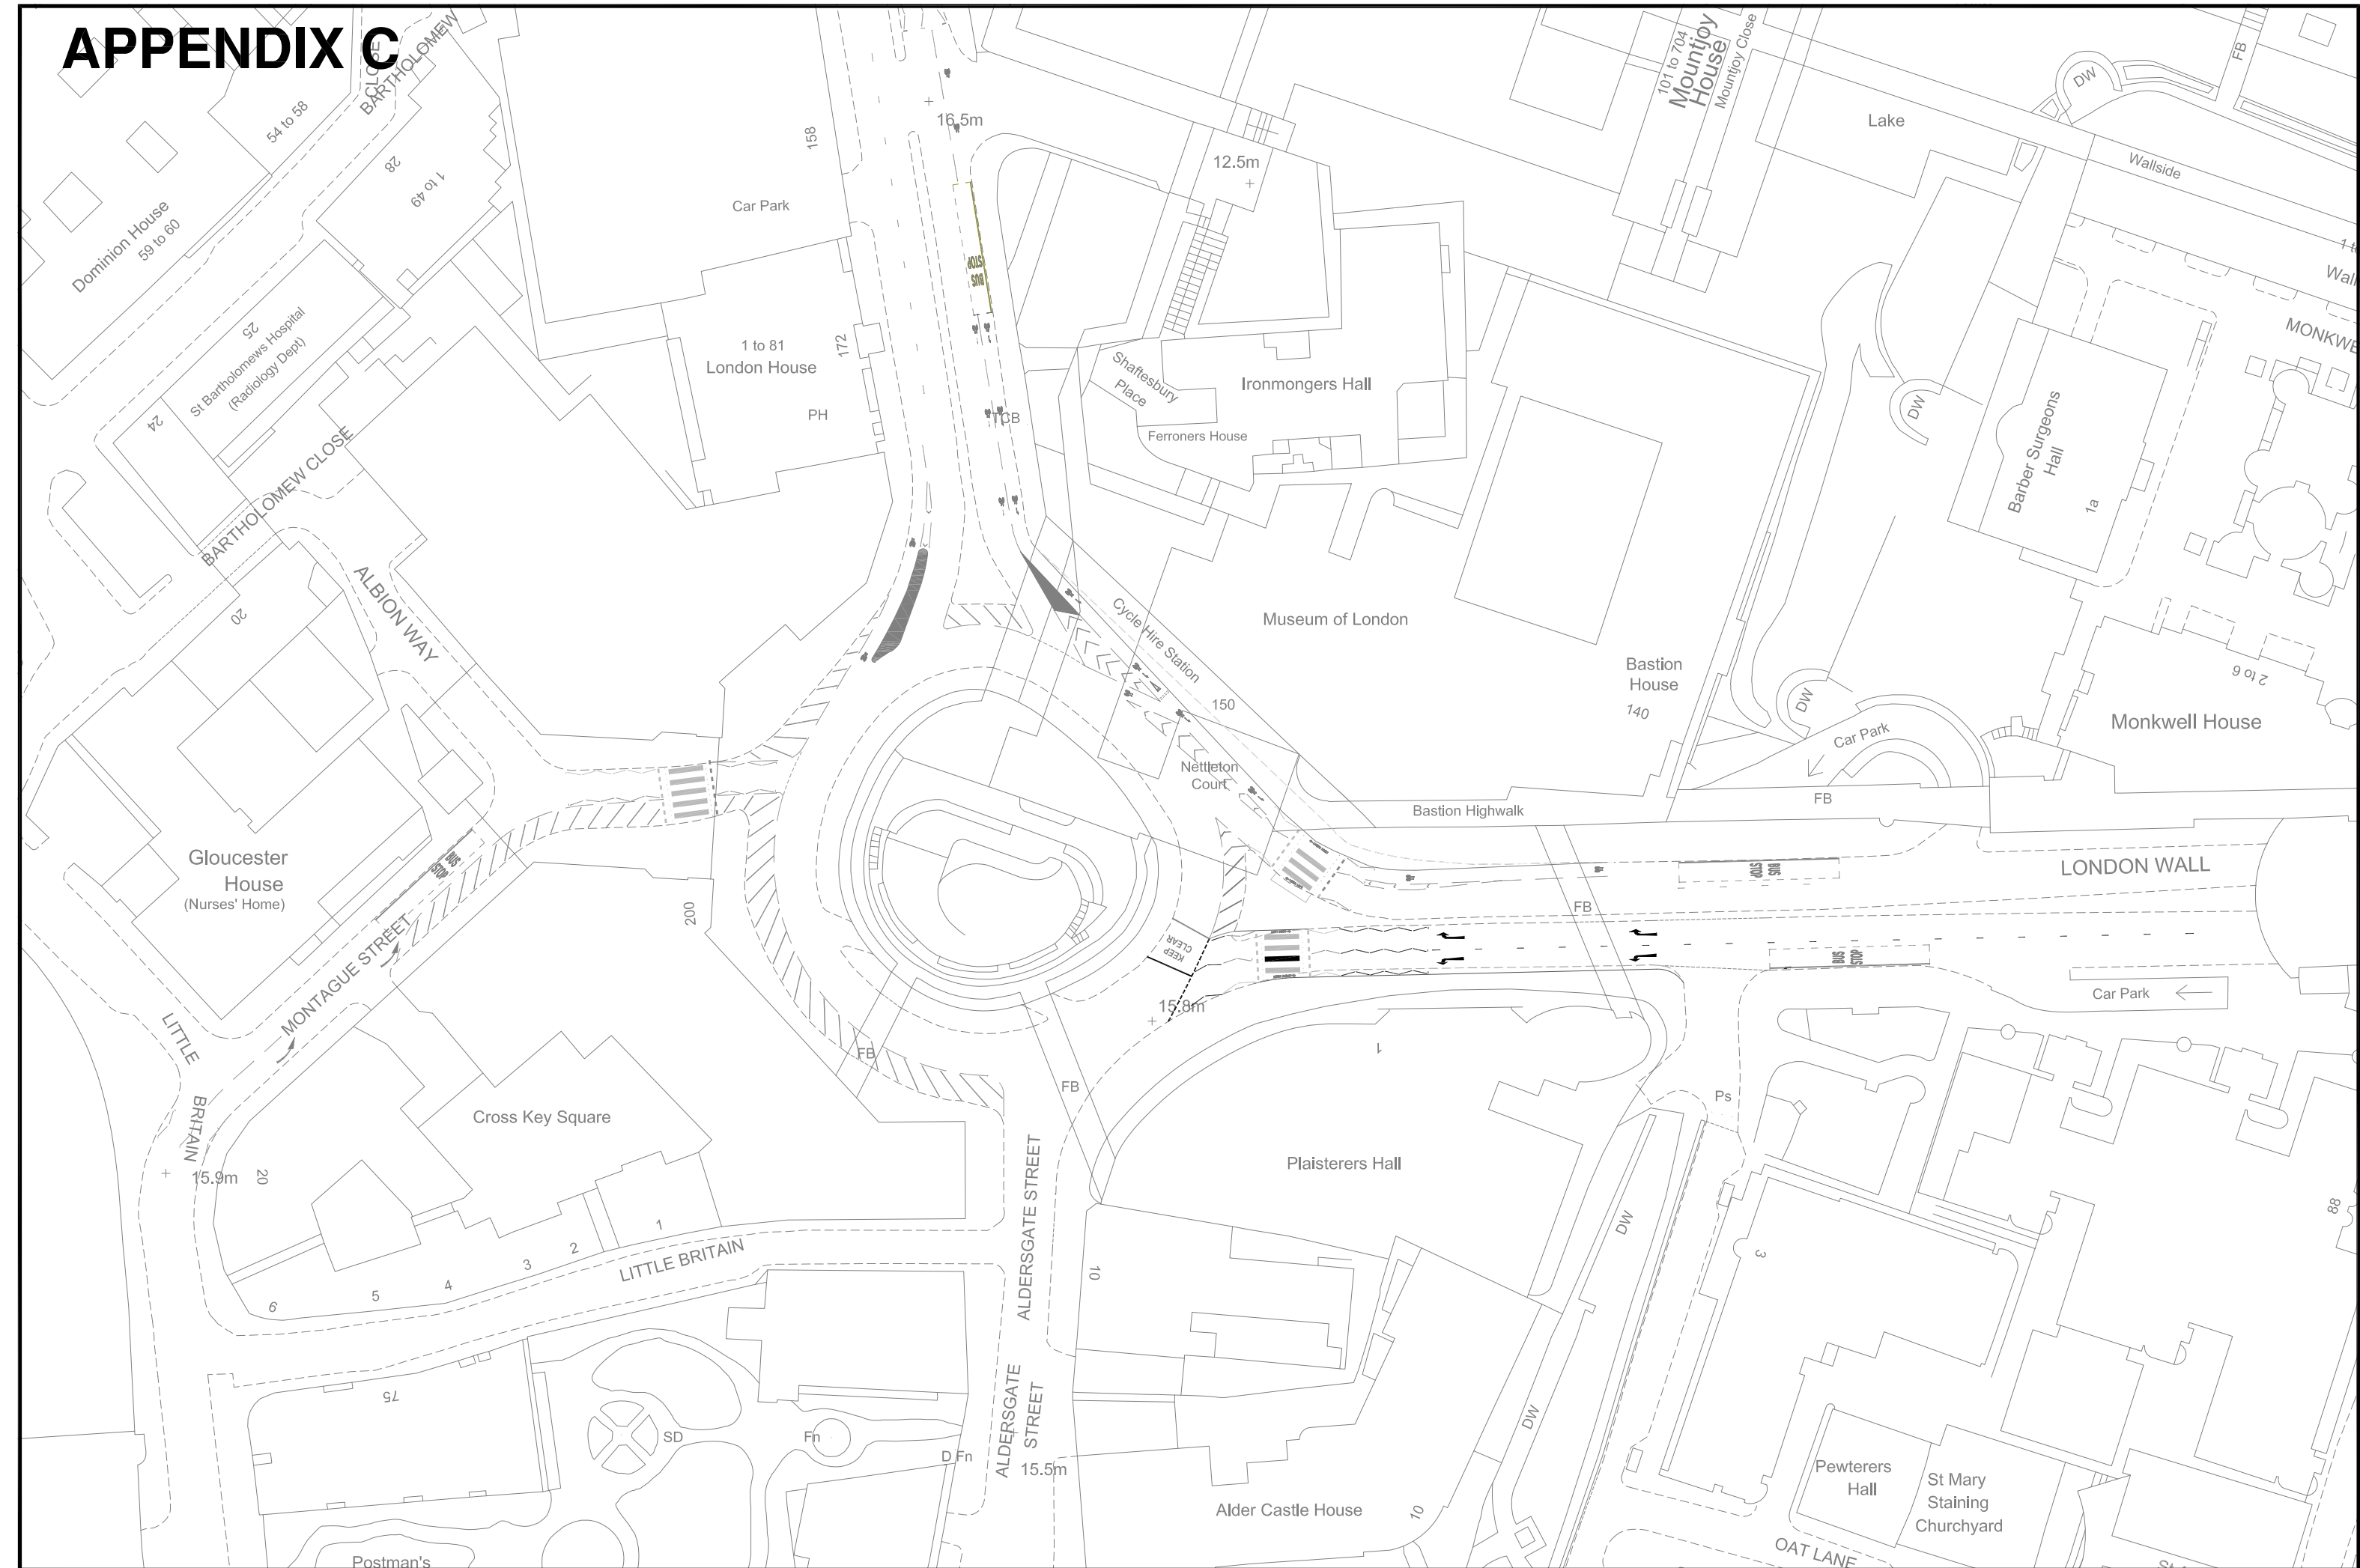 APPENDIX C
CLOSE
BARTHOLOMEW
54 to 58
28
1 to 49
Dominion House
59 to 60
25
St Bartholomews Hospital
(Radiology Dept)
24
BARTHOLOMEW CLOSE
20
ALBION WAY
158
Car Park
1 to 81
London House
172
PH
16.5m
12.5m
BUS
STOP
TCB
Shaftesbury
Place
Ironmongers Hall
Ferroners House
101 to 704
Mountjoy
House
Mountjoy Close
Lake
DW
FB
Wallside
DW
Barber Surgeons
Hall
1a
Museum of London
Cycle Hire Station
150
Bastion
House
140
DW
Car Park
2 to 6
Monkwell House
Nettleton
Court
Bastion Highwalk
FB
LONDON WALL
BUS
STOP
FB
KEEP
CLEAR
BUS
STOP
Car Park
15.8m
1
Ps
Gloucester
House
(Nurses' Home)
BUS
STOP
200
MONTAGUE STREET
LITTLE
BRITAIN
15.9m
20
Cross Key Square
FB
FB
ALDERSGATE STREET
Plaisterers Hall
DW
3
88
1
2
3
4
5
6
LITTLE BRITAIN
10
75
SD
Fn
D Fn
ALDERSGATE
STREET
15.5m
DW
Alder Castle House
10
Pewterers
Hall
St Mary
Staining
Churchyard
OAT LANE
Postman's